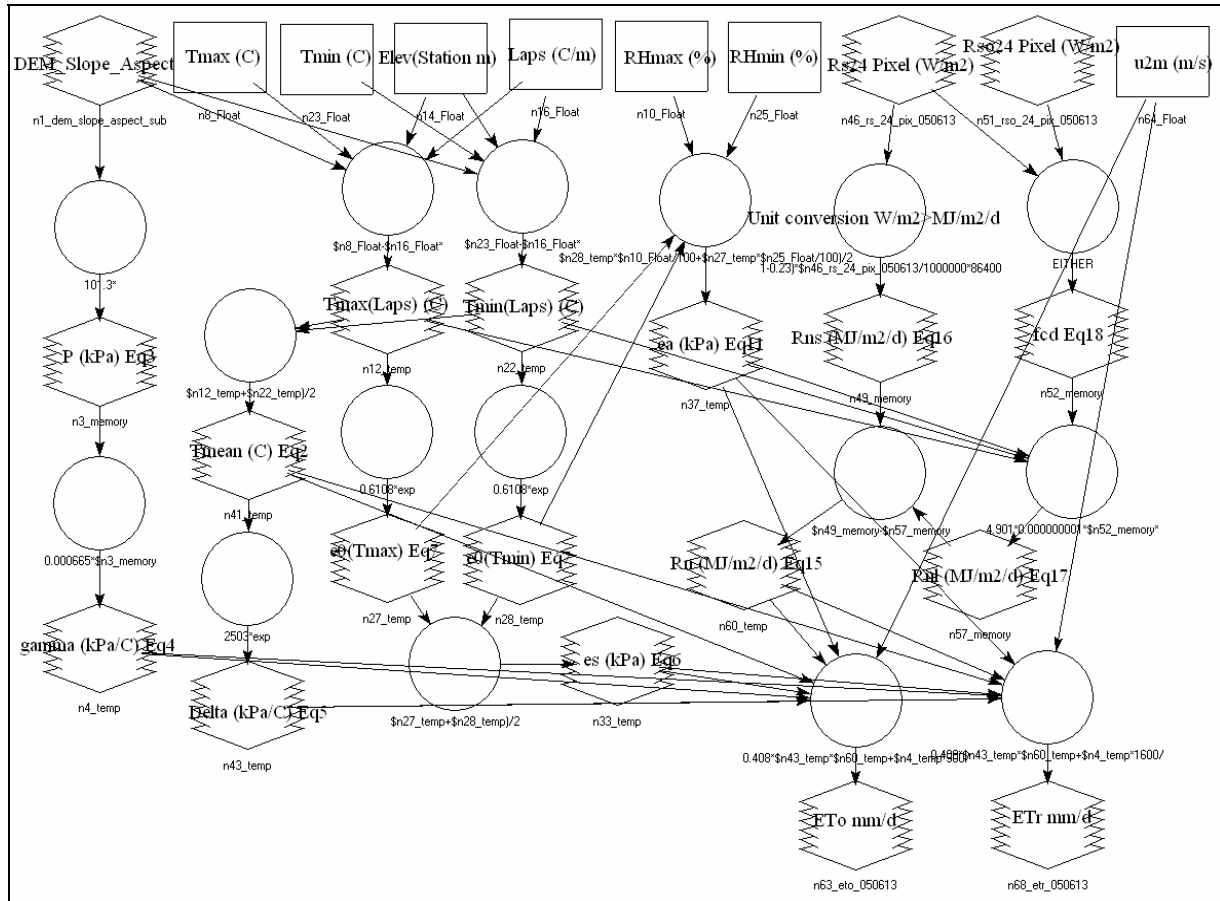 DEM_Slope_Aspect
Tmax (C)
Tmin (C)
Elev(Station m)
Laps (C/m)
RHmax (%)
RHmin (%)
Rs24 Pixel (W/m2)
Rso24 Pixel (W/m2)
u2m (m/s)
n1_dem_slope_aspect_sub
n8_Float
n23_Float
n14_Float
n16_Float
n10_Float
n25_Float
n46_rs_24_pix_050613
n51_rso_24_pix_050613
n64_Float
Unit conversion W/m2>MJ/m2/d
$n8_Float-$n16_Float*
$n23_Float-$n16_Float*
$n28_temp*$n10_Float/100+$n27_temp*$n25_Float/100)/2
1-0.23)*$n46_rs_24_pix_050613/1000000*86400
EITHER
101.3*
Tmax(Laps) (C)
Tmin(Laps) (C)
P (kPa) Eq3
ea (kPa) Eq11
Rns (MJ/m2/d) Eq16
fcd Eq18
n12_temp
n22_temp
n37_temp
$n12_temp+$n22_temp)/2
n49_memory
n52_memory
n3_memory
Tmean (C) Eq2
0.6108*exp
0.6108*exp
n41_temp
$n49_memory-$n57_memory
4.901*0.000000001*$n52_memory*
e0(Tmax) Eq7
e0(Tmin) Eq7
Rn (MJ/m2/d) Eq15
Rnl (MJ/m2/d) Eq17
0.000665*$n3_memory
n27_temp
n28_temp
n60_temp
n57_memory
2503*exp
gamma (kPa/C) Eq4
es (kPa) Eq6
n4_temp
Delta (kPa/C) Eq5
$n27_temp+$n28_temp)/2
n33_temp
n43_temp
0.408*$n43_temp*$n60_temp+$n4_temp*900/
0.408*$n43_temp*$n60_temp+$n4_temp*1600/
ETo mm/d
ETr mm/d
n63_eto_050613
n68_etr_050613